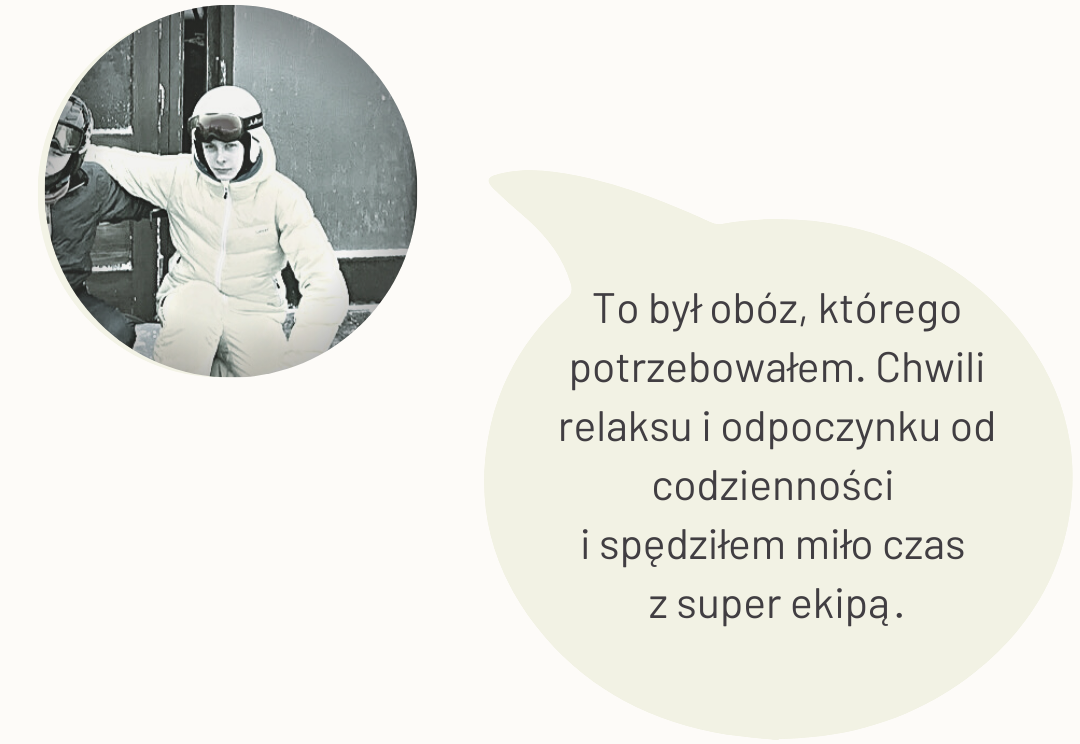 To był obóz, którego
potrzebowałem. Chwili
relaksu i odpoczynku od
codzienności
i spędziłem miło czas
z super ekipą.